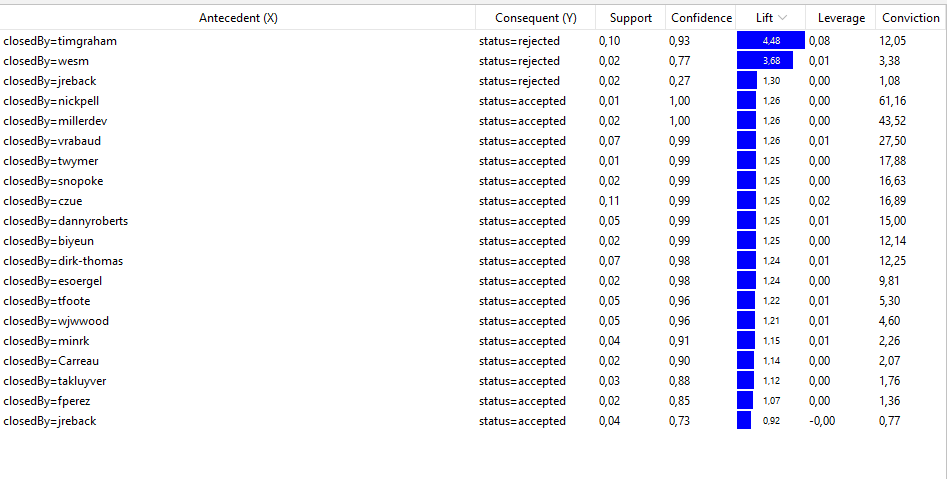 Antecedent (X) Consequent (Y) Support Confidence Lift Leverage Conviction
closedBy=timgraham status=rejected 0,10 0,93 4,48 0,08 12,05
closedBy=wesm status=rejected 0,02 0,77 3,68 0,01 3,38
closedBy=jreback status=rejected 0,02 0,27 1,30 0,00 1,08
closedBy=nickpell status=accepted 0,01 1,00 1,26 0,00 61,16
closedBy=millerdev status=accepted 0,02 1,00 1,26 0,00 43,52
closedBy=vrabaud status=accepted 0,07 0,99 1,26 0,01 27,50
closedBy=twymer status=accepted 0,01 0,99 1,25 0,00 17,88
closedBy=snopoke status=accepted 0,02 0,99 1,25 0,00 16,63
closedBy=czue status=accepted 0,11 0,99 1,25 0,02 16,89
closedBy=dannyroberts status=accepted 0,05 0,99 1,25 0,01 15,00
closedBy=biyeun status=accepted 0,02 0,99 1,25 0,00 12,14
closedBy=dirk-thomas status=accepted 0,07 0,98 1,24 0,01 12,25
closedBy=esoergel status=accepted 0,02 0,98 1,24 0,00 9,81
closedBy=tfoote status=accepted 0,05 0,96 1,22 0,01 5,30
closedBy=wjwwood status=accepted 0,05 0,96 1,21 0,01 4,60
closedBy=minrk status=accepted 0,04 0,91 1,15 0,01 2,26
closedBy=Carreau status=accepted 0,02 0,90 1,14 0,00 2,07
closedBy=takluyver status=accepted 0,03 0,88 1,12 0,00 1,76
closedBy=fperez status=accepted 0,02 0,85 1,07 0,00 1,36
closedBy=jreback status=accepted 0,04 0,73 0,92 -0,00 0,77